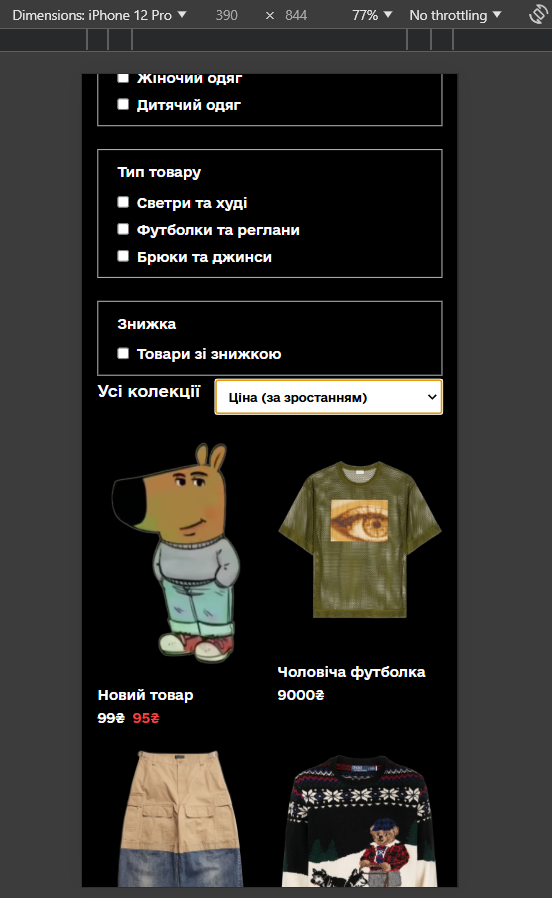 Dimensions: iPhone 12 Pro ▼ 390 × 844 77% ▼ No throttling ▼
Жіночий одяг
Дитячий одяг
Тип товару
Светри та худі
Футболки та реглани
Брюки та джинси
Знижка
Товари зі знижкою
Усі колекції
Ціна (за зростанням)
Новий товар
99₴ 95₴
Чоловіча футболка
9000₴